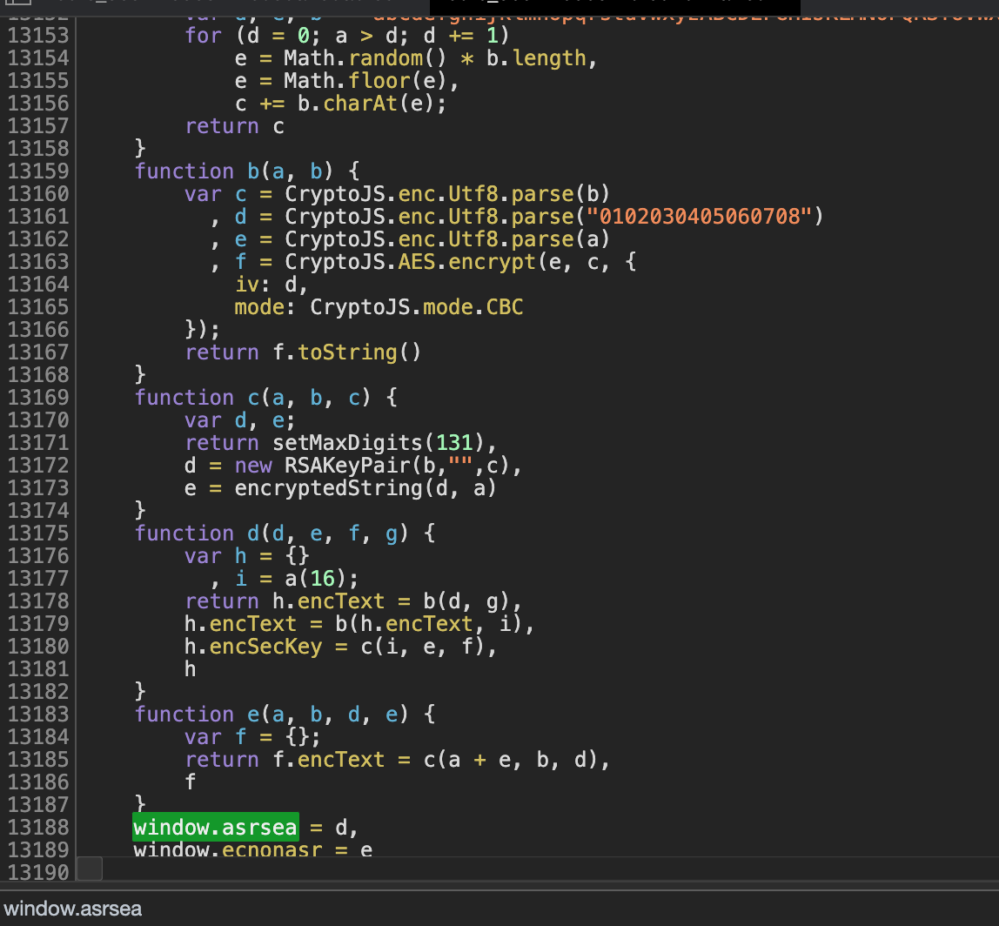 13153 for (d = 0; a > d; d += 1)
13154 e = Math.random() * b.length,
13155 e = Math.floor(e),
13156 c += b.charAt(e);
13157 return c
13158 }
13159 function b(a, b) {
13160 var c = CryptoJS.enc.Utf8.parse(b)
13161 , d = CryptoJS.enc.Utf8.parse("0102030405060708")
13162 , e = CryptoJS.enc.Utf8.parse(a)
13163 , f = CryptoJS.AES.encrypt(e, c, {
13164 iv: d,
13165 mode: CryptoJS.mode.CBC
13166 });
13167 return f.toString()
13168 }
13169 function c(a, b, c) {
13170 var d, e;
13171 return setMaxDigits(131),
13172 d = new RSAKeyPair(b,"",c),
13173 e = encryptedString(d, a)
13174 }
13175 function d(d, e, f, g) {
13176 var h = {}
13177 , i = a(16);
13178 return h.encText = b(d, g),
13179 h.encText = b(h.encText, i),
13180 h.encSecKey = c(i, e, f),
13181 h
13182 }
13183 function e(a, b, d, e) {
13184 var f = {};
13185 return f.encText = c(a + e, b, d),
13186 f
13187 }
13188 window.asrsea = d,
13189 window.ecnonasr = e
13190
window.asrsea